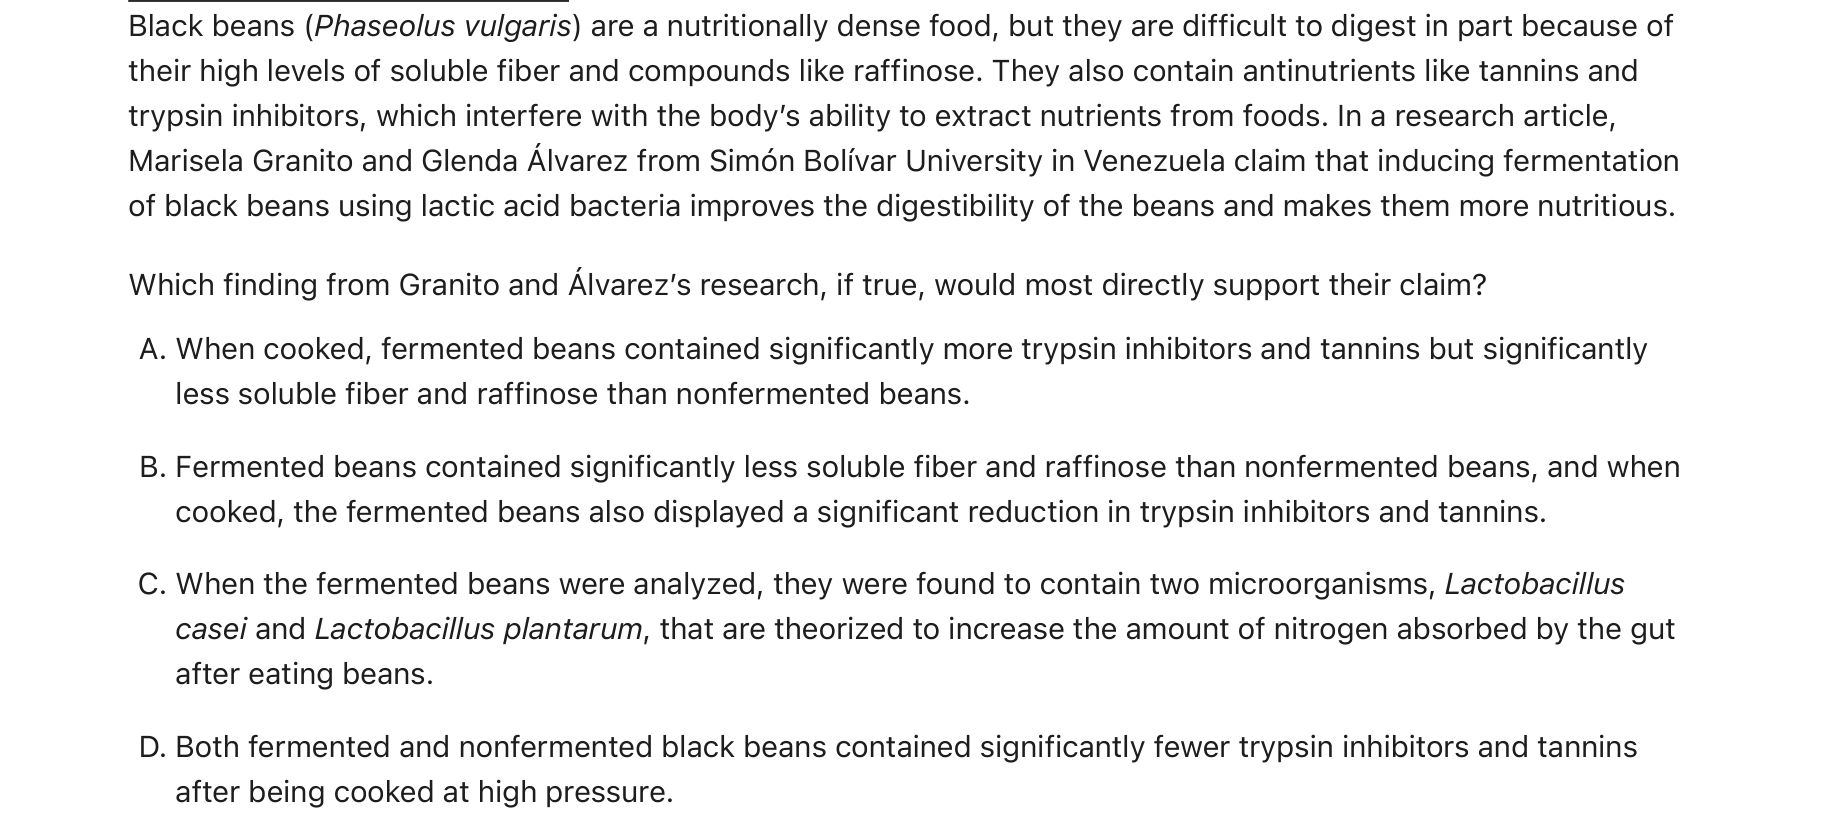 Black beans (Phaseolus vulgaris) are a nutritionally dense food, but they are difficult to digest in part because of
their high levels of soluble fiber and compounds like raffinose. They also contain antinutrients like tannins and
trypsin inhibitors, which interfere with the body’s ability to extract nutrients from foods. In a research article,
Marisela Granito and Glenda Álvarez from Simón Bolívar University in Venezuela claim that inducing fermentation
of black beans using lactic acid bacteria improves the digestibility of the beans and makes them more nutritious.
Which finding from Granito and Álvarez’s research, if true, would most directly support their claim?
A. When cooked, fermented beans contained significantly more trypsin inhibitors and tannins but significantly
less soluble fiber and raffinose than nonfermented beans.
B. Fermented beans contained significantly less soluble fiber and raffinose than nonfermented beans, and when
cooked, the fermented beans also displayed a significant reduction in trypsin inhibitors and tannins.
C. When the fermented beans were analyzed, they were found to contain two microorganisms, Lactobacillus
casei and Lactobacillus plantarum, that are theorized to increase the amount of nitrogen absorbed by the gut
after eating beans.
D. Both fermented and nonfermented black beans contained significantly fewer trypsin inhibitors and tannins
after being cooked at high pressure.